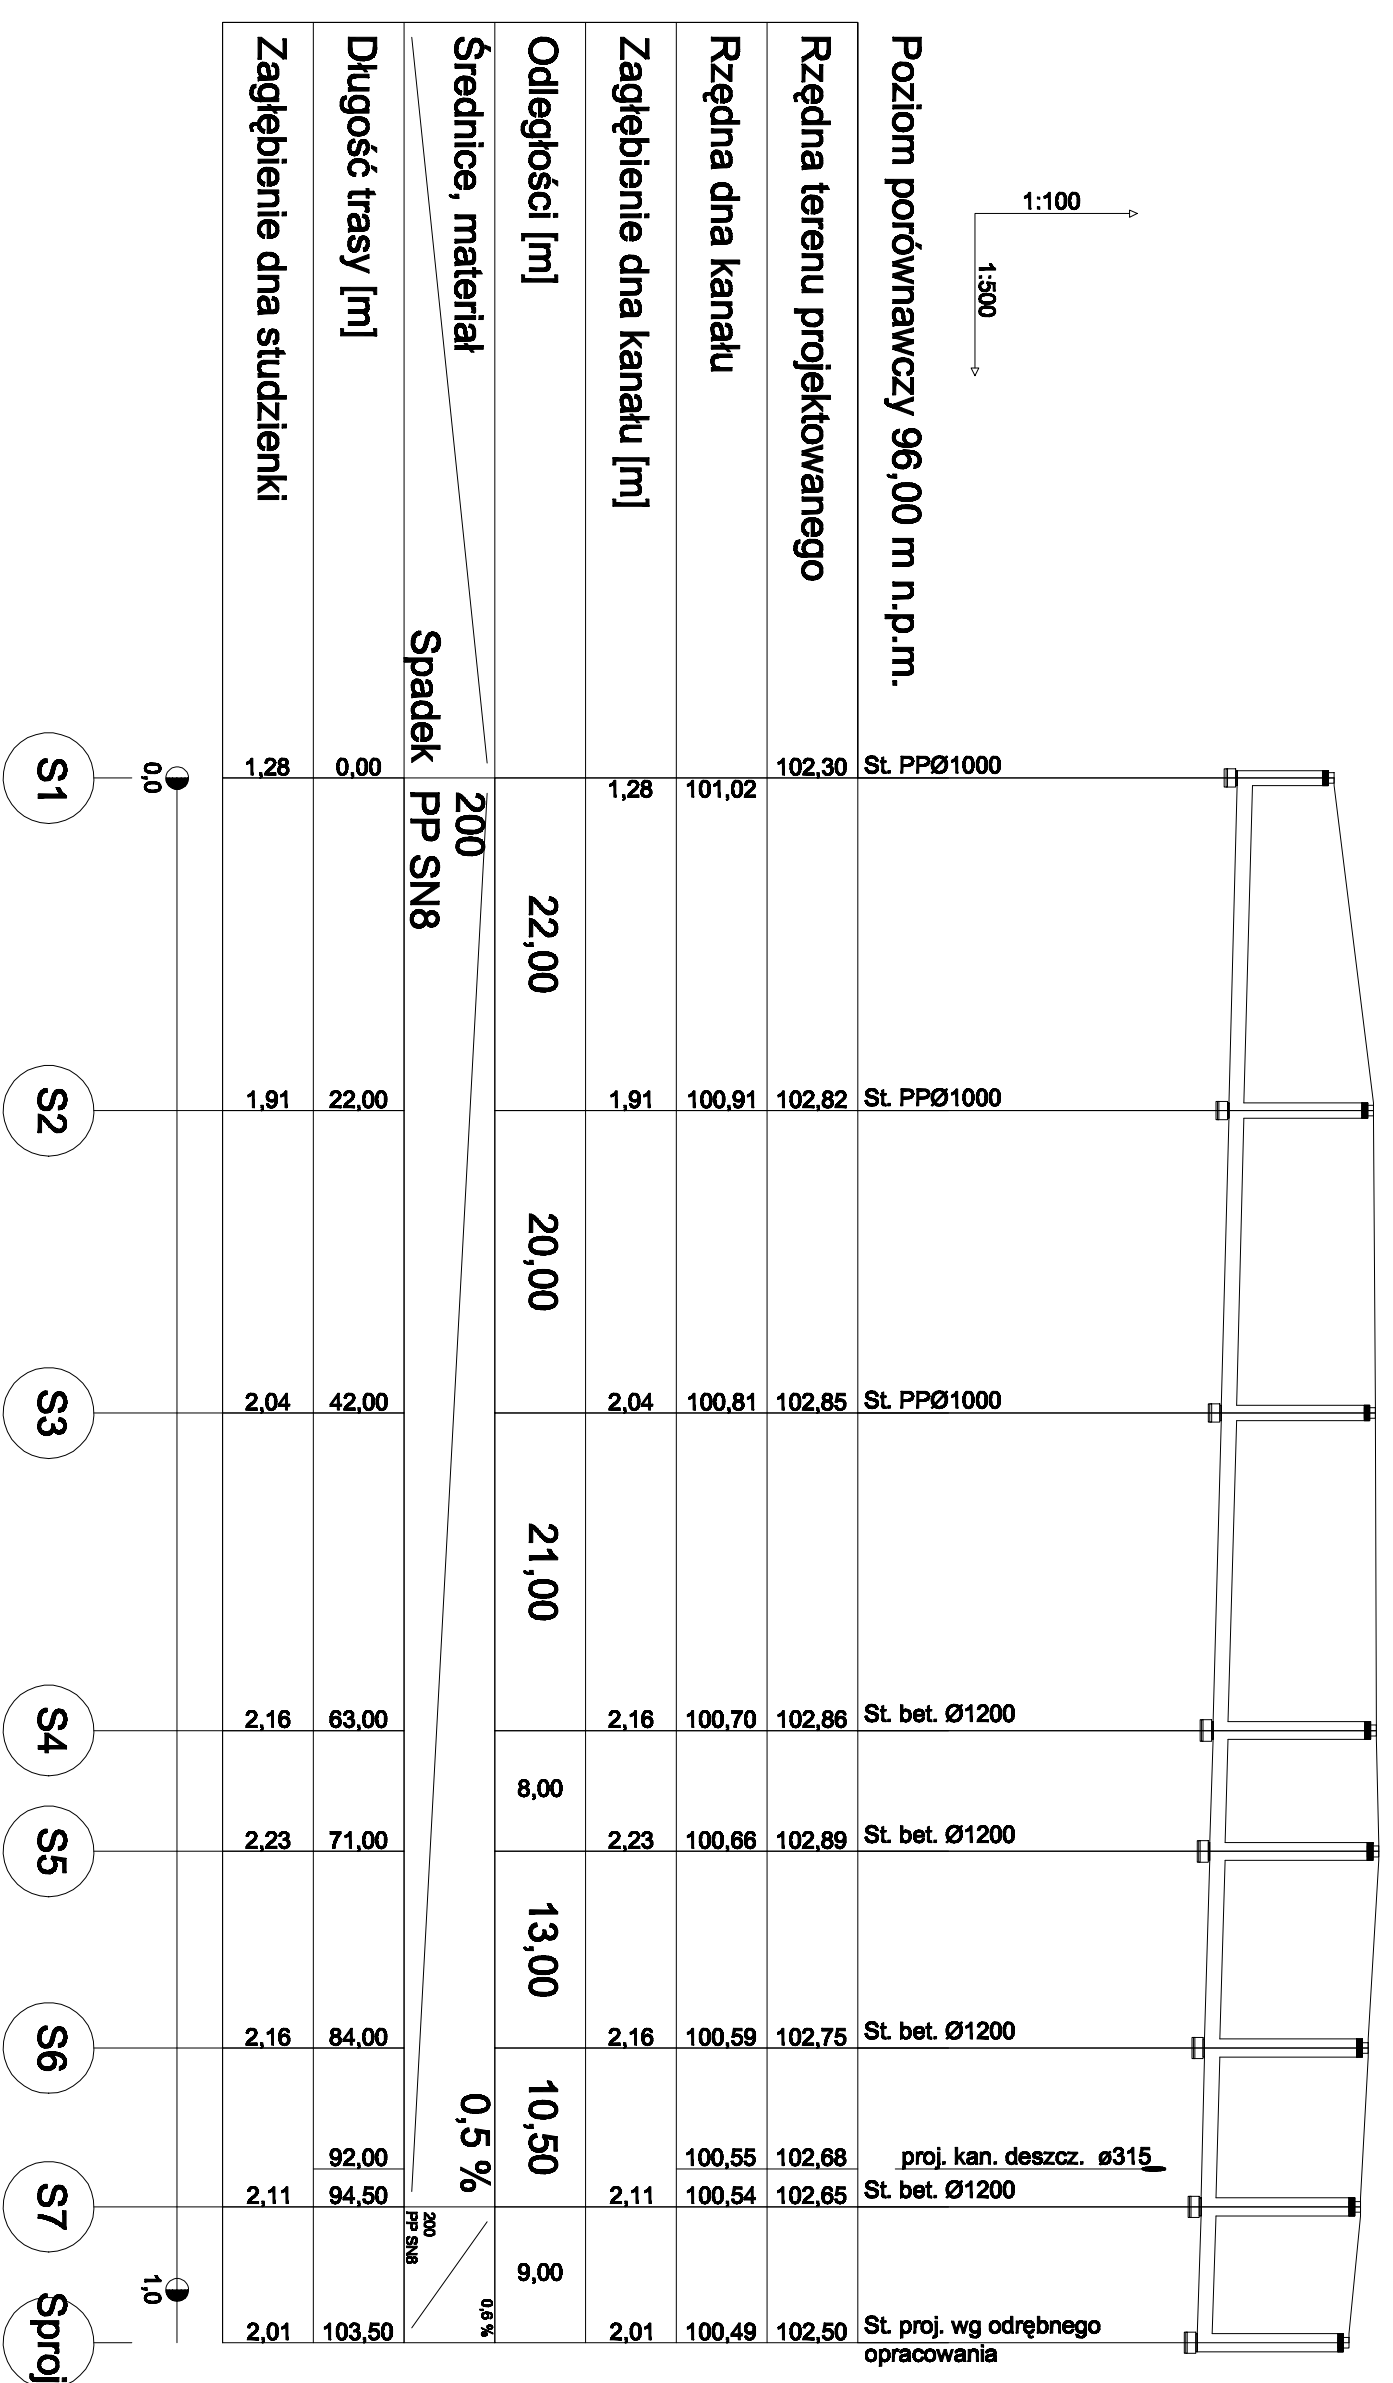 1:100
1:500
Poziom porównawczy 96,00 m n.p.m.
St. PPØ1000
St. PPØ1000
St. PPØ1000
St. bet. Ø1200
St. bet. Ø1200
St. bet. Ø1200
proj. kan. deszcz. ø315
St. bet. Ø1200
St. proj. wg odrębnego
opracowania
Rzędna terenu projektowanego
102,30 102,82 102,85 102,86 102,89 102,75 102,68 102,65 102,50
Rzędna dna kanału
101,02 100,91 100,81 100,70 100,66 100,59 100,55 100,54 100,49
Zagłębienie dna kanału [m]
1,28 1,91 2,04 2,16 2,23 2,16 2,11 2,01
Odległości [m]
22,00 20,00 21,00 8,00 13,00 10,50 9,00
Średnice, materiał
Spadek
200
PP SN8
0,5 %
200
PP SN8
0,6 %
Długość trasy [m]
0,00 22,00 42,00 63,00 71,00 84,00 92,00 94,50 103,50
Zagłębienie dna studzienki
1,28 1,91 2,04 2,16 2,23 2,16 2,11 2,01
0,0 1,0
S1 S2 S3 S4 S5 S6 S7 Sproj